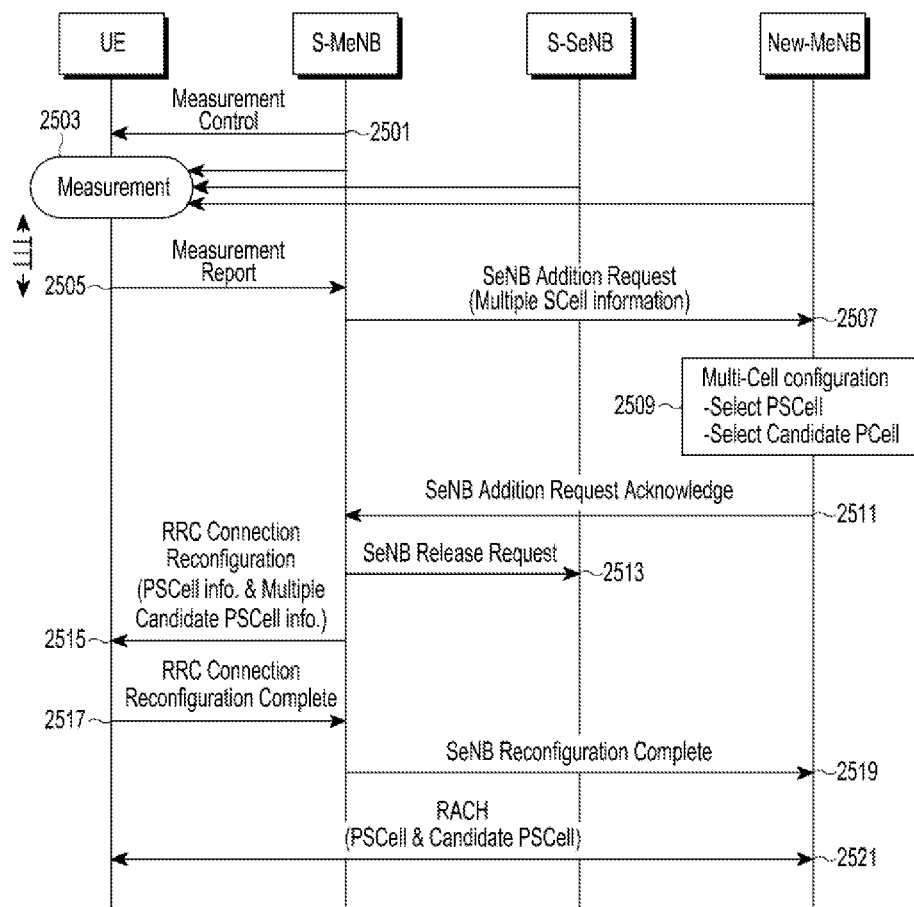 UE
S-MeNB
S-SeNB
New-MeNB
Measurement
Control
2501
2503
Measurement
TTT
Measurement
Report
2505
SeNB Addition Request
(Multiple SCell information)
2507
2509
Multi-Cell configuration
-Select PSCell
-Select Candidate PCell
SeNB Addition Request Acknowledge
2511
RRC Connection
Reconfiguration
(PSCell info. & Multiple
Candidate PSCell info.)
SeNB Release Request
2513
2515
RRC Connection
Reconfiguration Complete
2517
SeNB Reconfiguration Complete
2519
RACH
(PSCell & Candidate PSCell)
2521